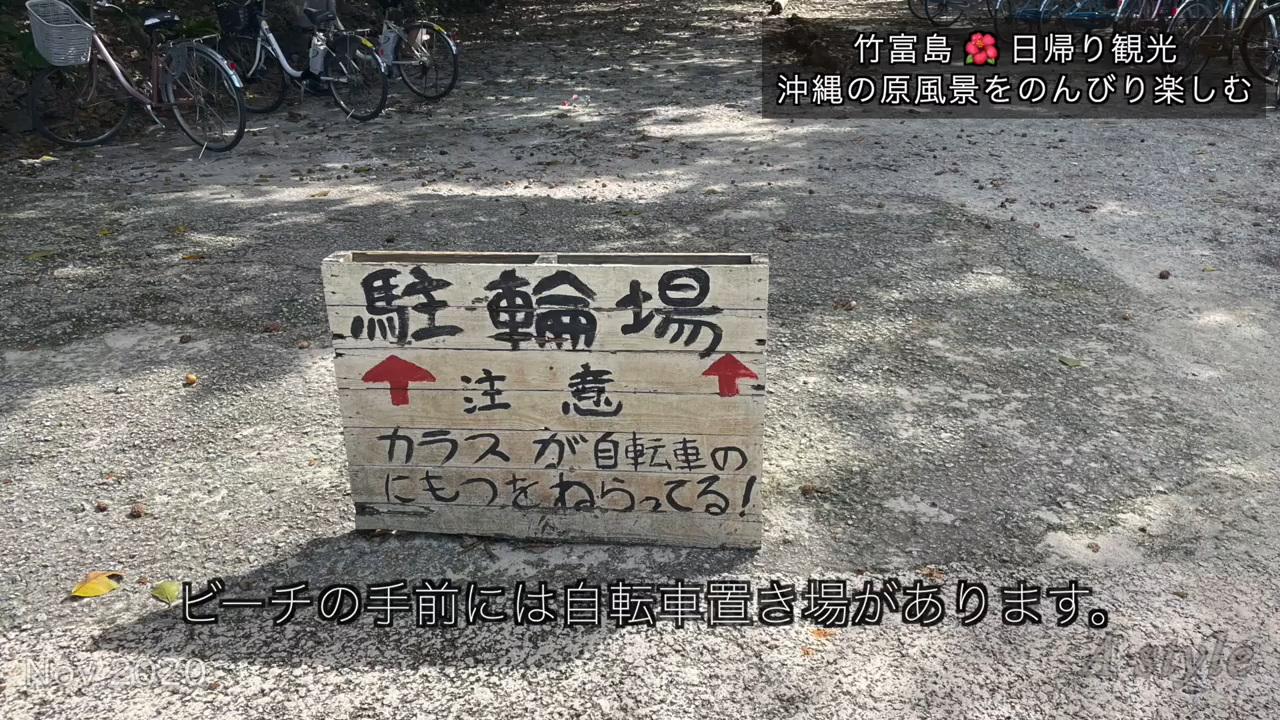 竹富島🌺日帰り観光
沖縄の原風景をのんびり楽しむ
駐輪場
注意
カラスが自転車の
にもつをねらってる!
ビーチの手前には自転車置き場があります。
Nov 2020
A style